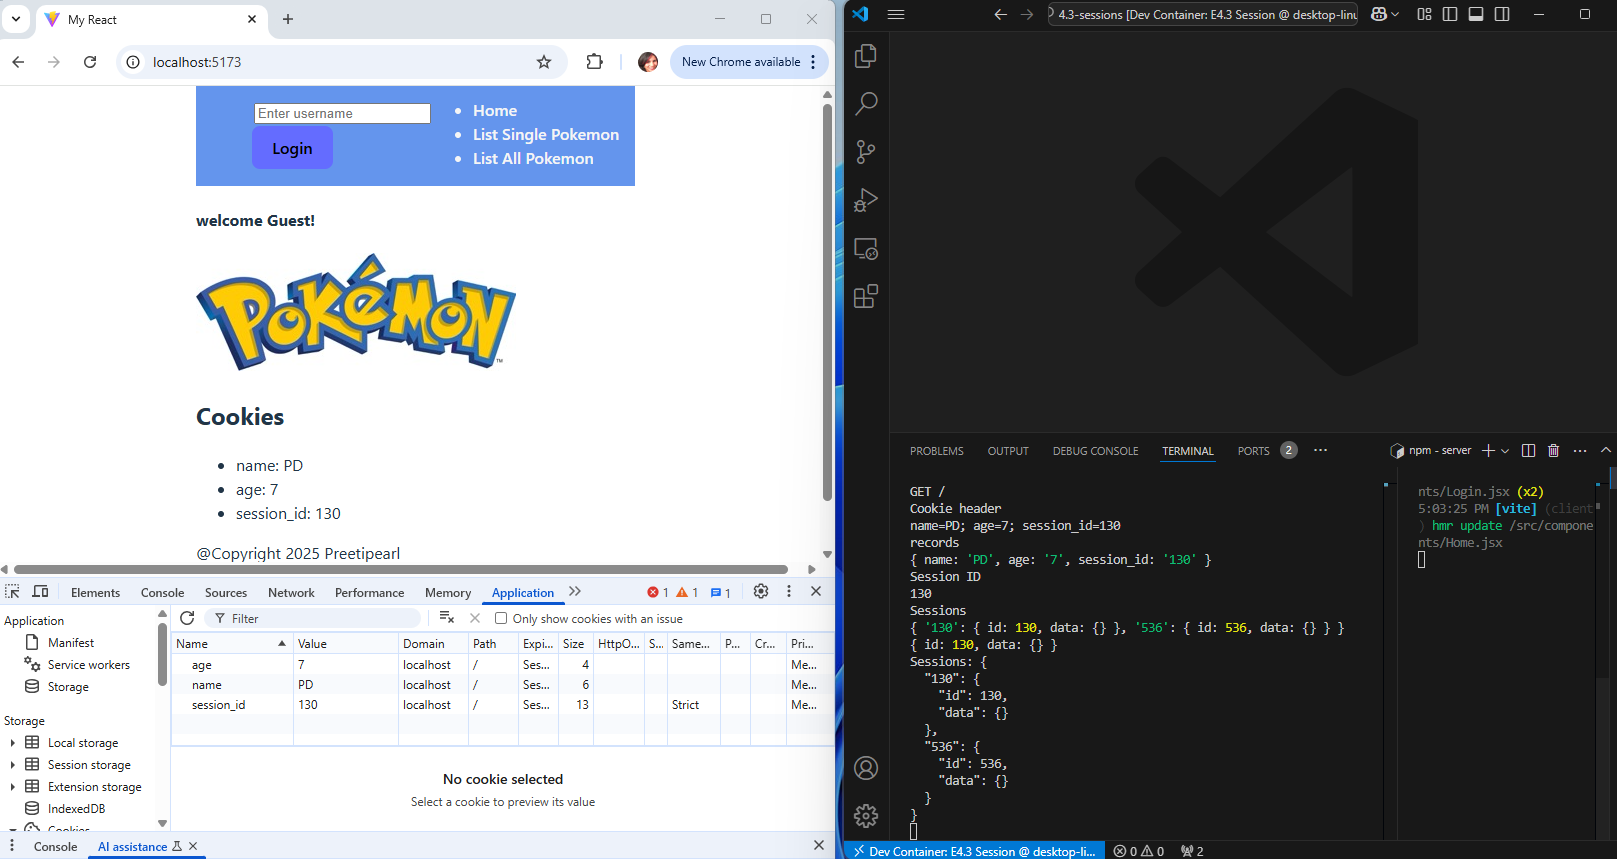 My React
localhost:5173
New Chrome available
Enter username
Login
Home
List Single Pokemon
List All Pokemon
welcome Guest!
POKéMON
TM
Cookies
name: PD
age: 7
session_id: 130
@Copyright 2025 Preetipearl
Elements Console Sources Network Performance Memory Application 1 1 1
Application
Manifest
Service workers
Storage
Storage
Local storage
Session storage
Extension storage
IndexedDB
Cookies
Filter
Only show cookies with an issue
Name Value Domain Path Expi... Size HttpO... S... Same... P... Cr... Pri...
age 7 localhost / Ses... 4 Me...
name PD localhost / Ses... 6 Me...
session_id 130 localhost / Ses... 13 Strict Me...
No cookie selected
Select a cookie to preview its value
Console AI assistance
4.3-sessions [Dev Container: E4.3 Session @ desktop-linu
PROBLEMS OUTPUT DEBUG CONSOLE TERMINAL PORTS 2 ...
npm - server
GET /
Cookie header
name=PD; age=7; session_id=130
records
{ name: 'PD', age: '7', session_id: '130' }
Session ID
130
Sessions
{ '130': { id: 130, data: {} }, '536': { id: 536, data: {} } }
{ id: 130, data: {} }
Sessions: {
"130": {
"id": 130,
"data": {}
},
"536": {
"id": 536,
"data": {}
}
}
nts/Login.jsx (x2)
5:03:25 PM [vite] (client
) hmr update /src/compone
nts/Home.jsx
Dev Container: E4.3 Session @ desktop-li... 0 0 2